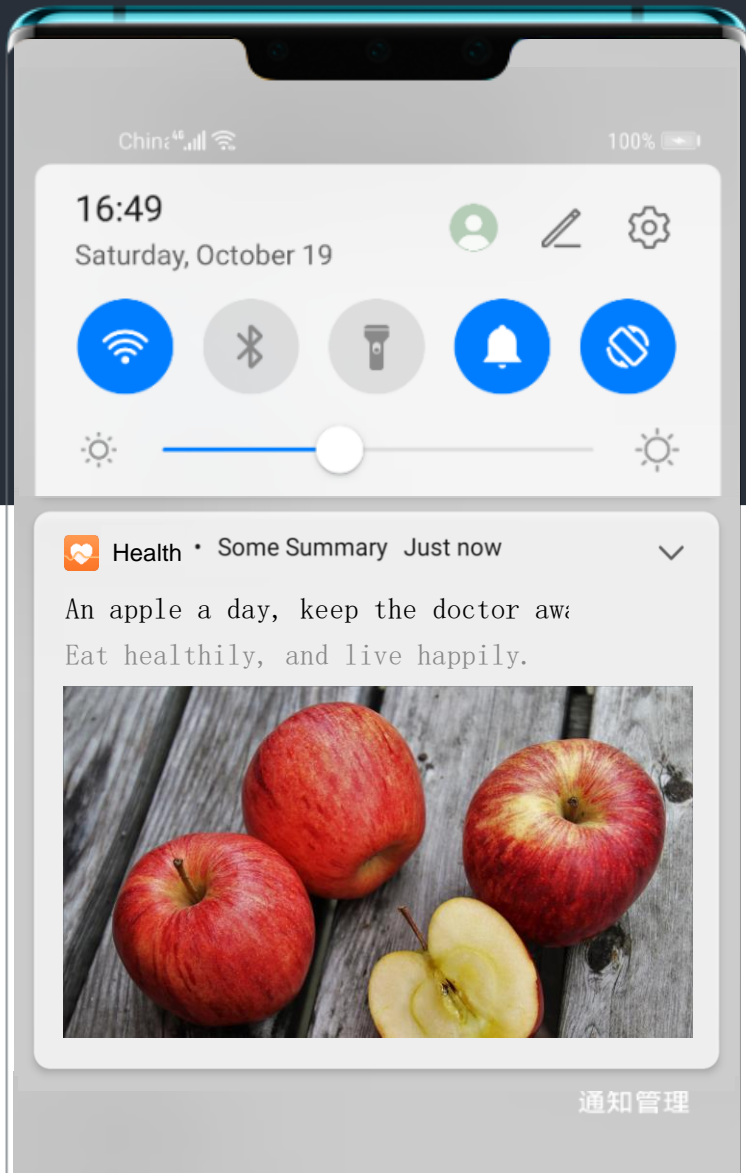 China 4G 100%
16:49
Saturday, October 19
Health • Some Summary Just now
An apple a day, keep the doctor awa
Eat healthily, and live happily.
通知管理